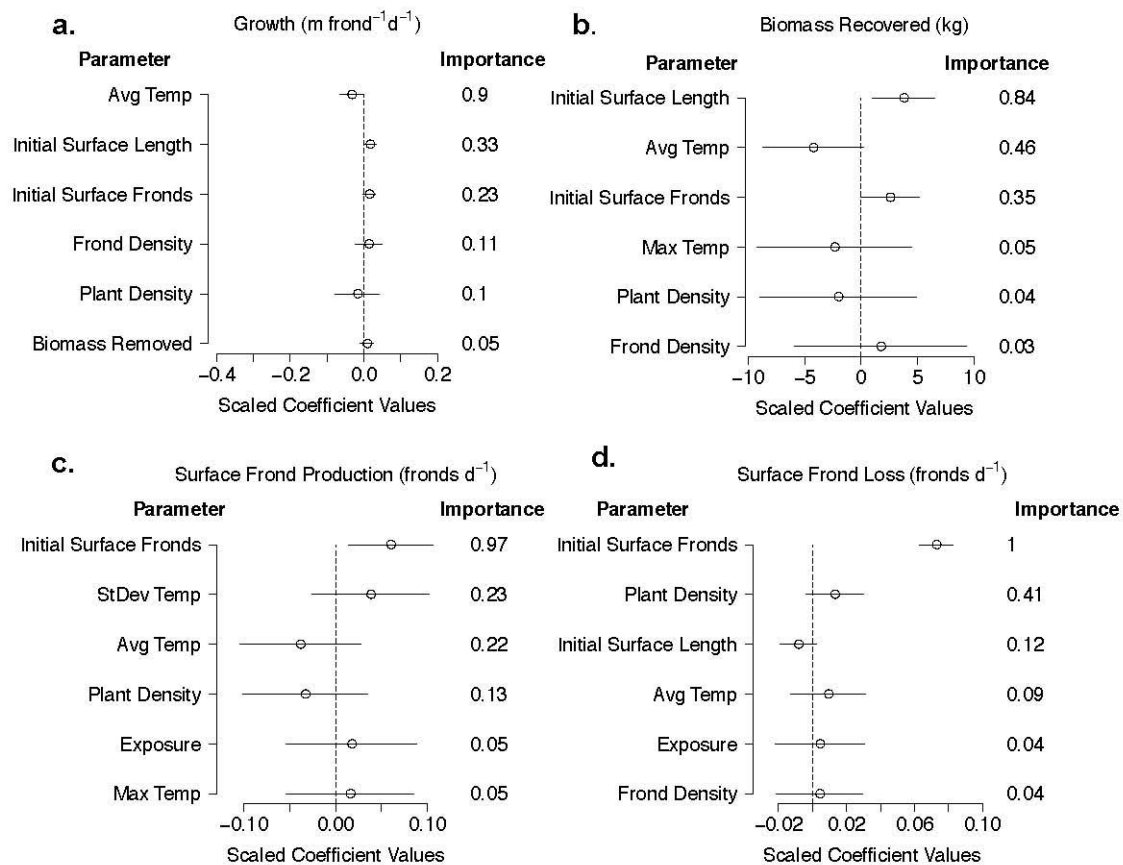 a.
Growth (m frond⁻¹d⁻¹)
Parameter Importance
Avg Temp 0.9
Initial Surface Length 0.33
Initial Surface Fronds 0.23
Frond Density 0.11
Plant Density 0.1
Biomass Removed 0.05
−0.4 −0.2 0.0 0.2
Scaled Coefficient Values
b.
Biomass Recovered (kg)
Parameter Importance
Initial Surface Length 0.84
Avg Temp 0.46
Initial Surface Fronds 0.35
Max Temp 0.05
Plant Density 0.04
Frond Density 0.03
−10 −5 0 5 10
Scaled Coefficient Values
c.
Surface Frond Production (fronds d⁻¹)
Parameter Importance
Initial Surface Fronds 0.97
StDev Temp 0.23
Avg Temp 0.22
Plant Density 0.13
Exposure 0.05
Max Temp 0.05
−0.10 0.00 0.10
Scaled Coefficient Values
d.
Surface Frond Loss (fronds d⁻¹)
Parameter Importance
Initial Surface Fronds 1
Plant Density 0.41
Initial Surface Length 0.12
Avg Temp 0.09
Exposure 0.04
Frond Density 0.04
−0.02 0.02 0.06 0.10
Scaled Coefficient Values